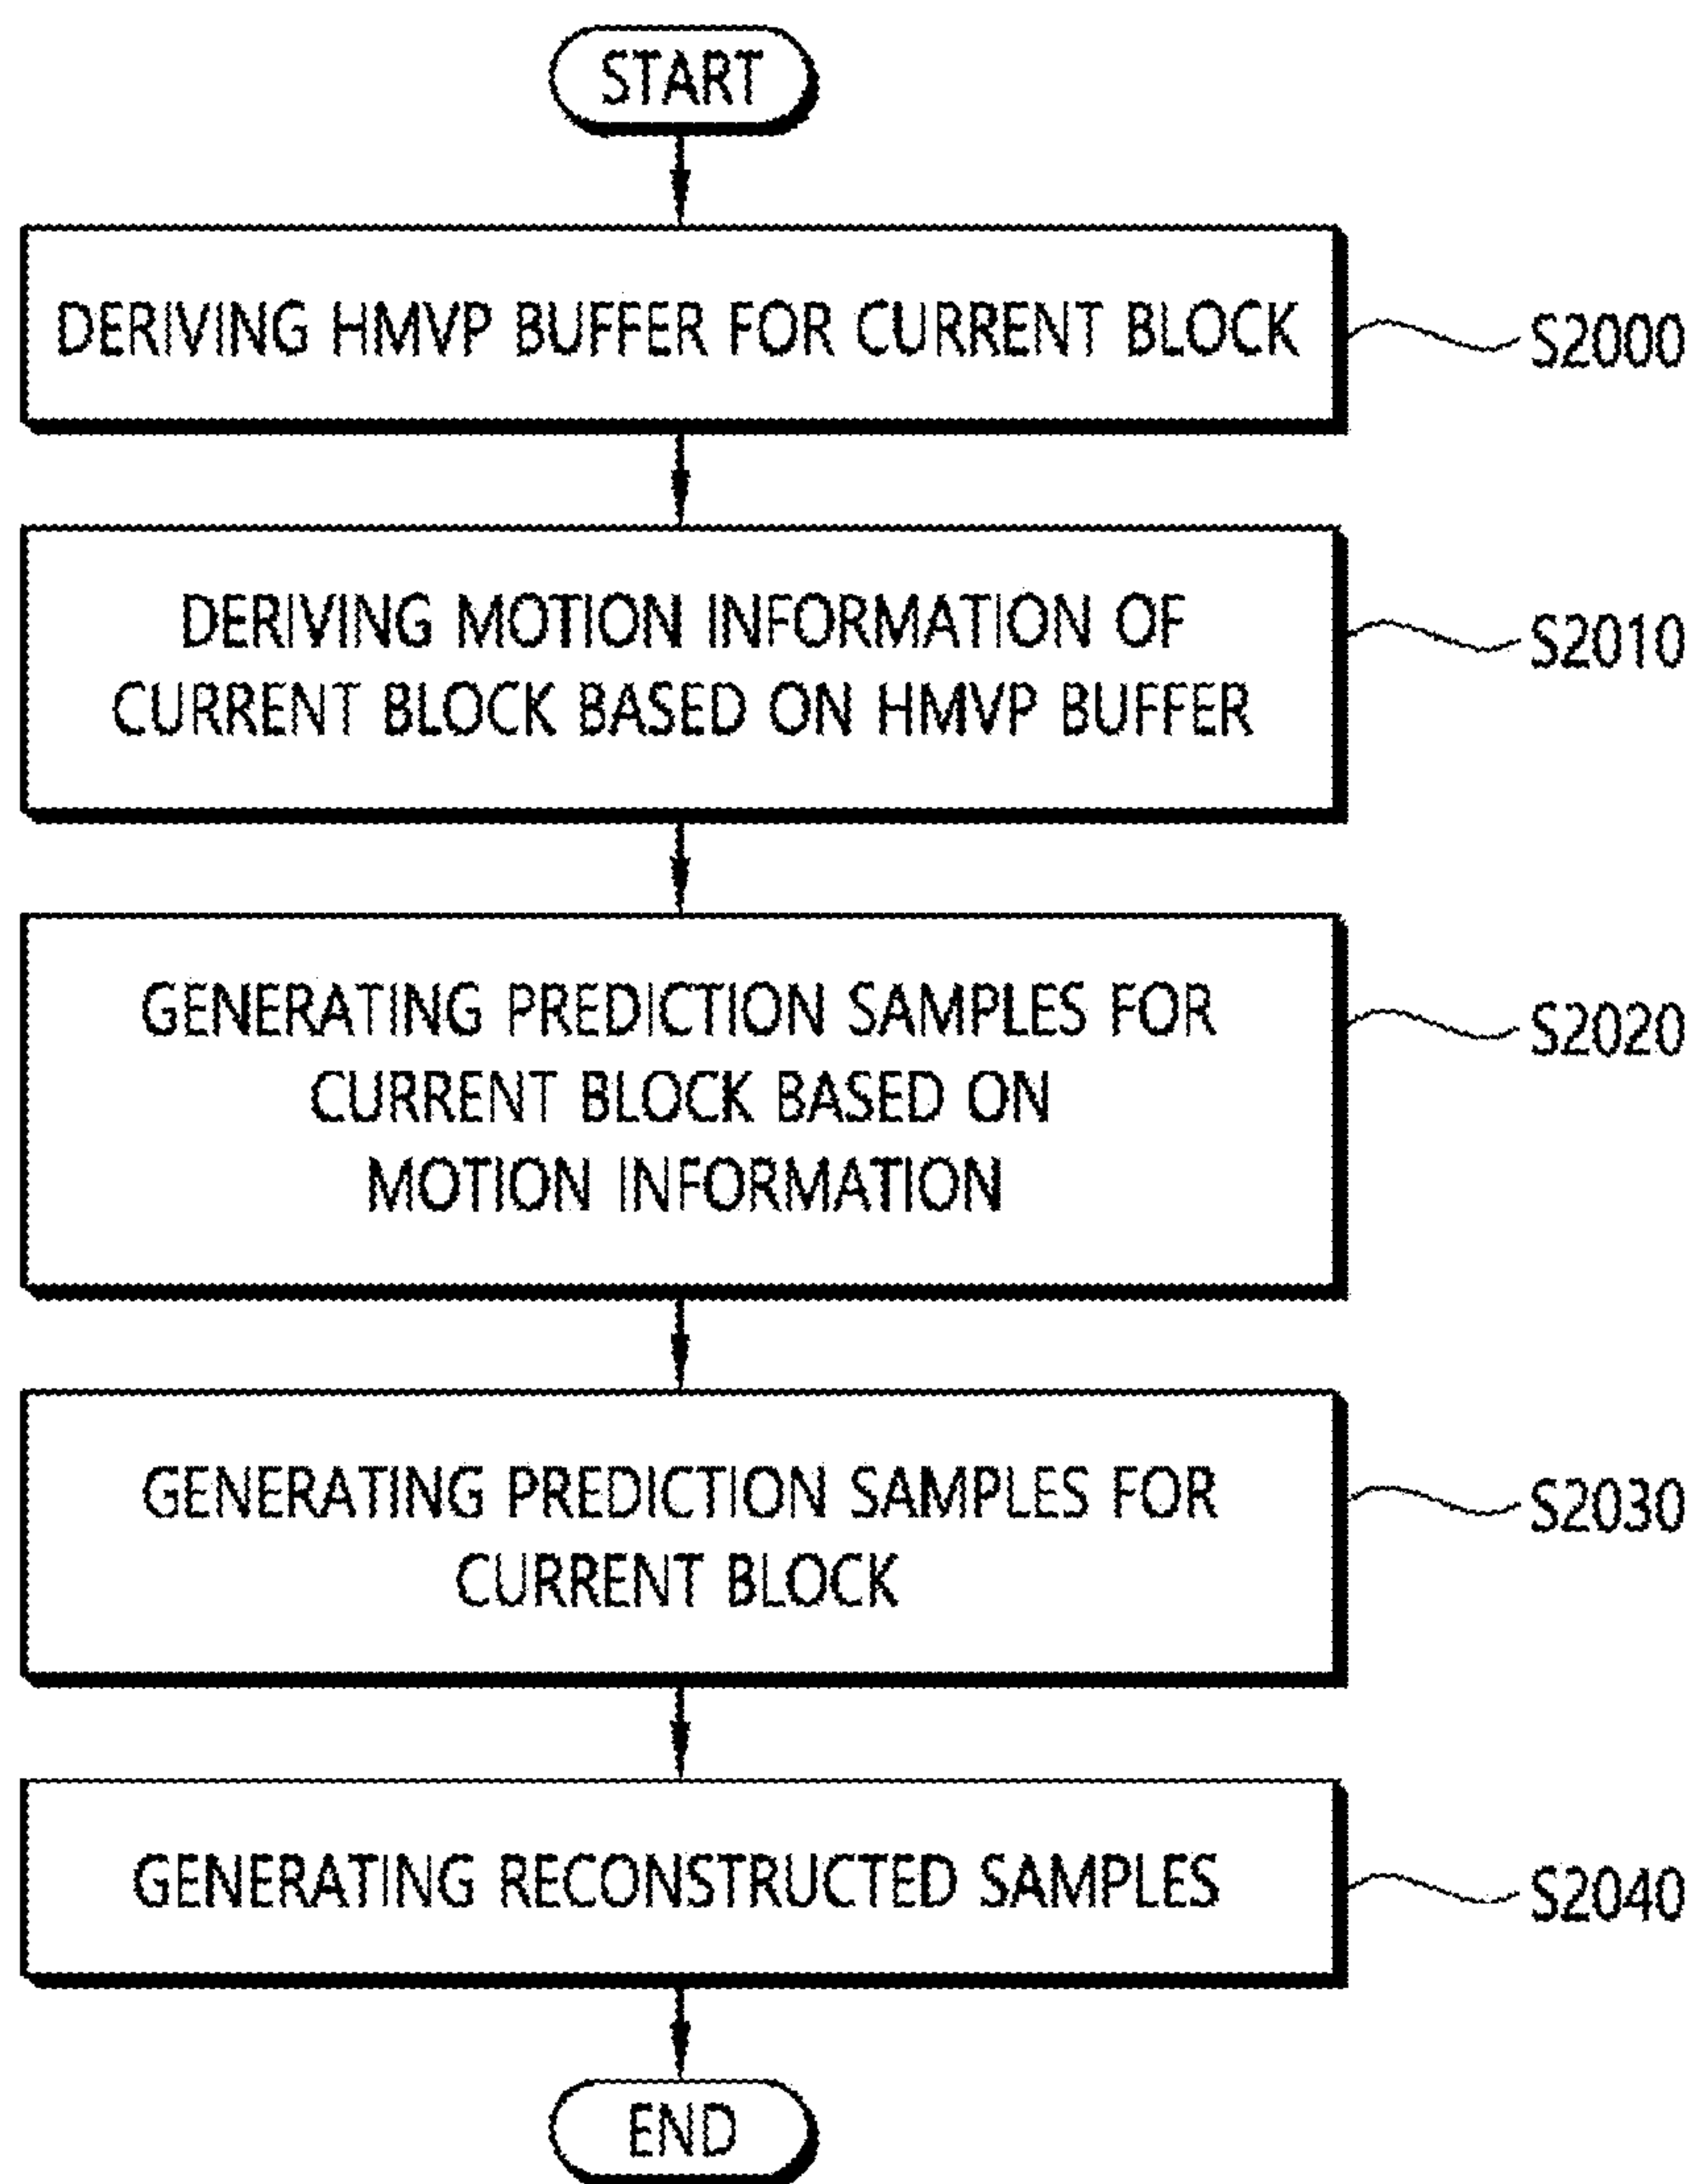 START
DERIVING HMVP BUFFER FOR CURRENT BLOCK
S2000
DERIVING MOTION INFORMATION OF
CURRENT BLOCK BASED ON HMVP BUFFER
S2010
GENERATING PREDICTION SAMPLES FOR
CURRENT BLOCK BASED ON
MOTION INFORMATION
S2020
GENERATING PREDICTION SAMPLES FOR
CURRENT BLOCK
S2030
GENERATING RECONSTRUCTED SAMPLES
S2040
END